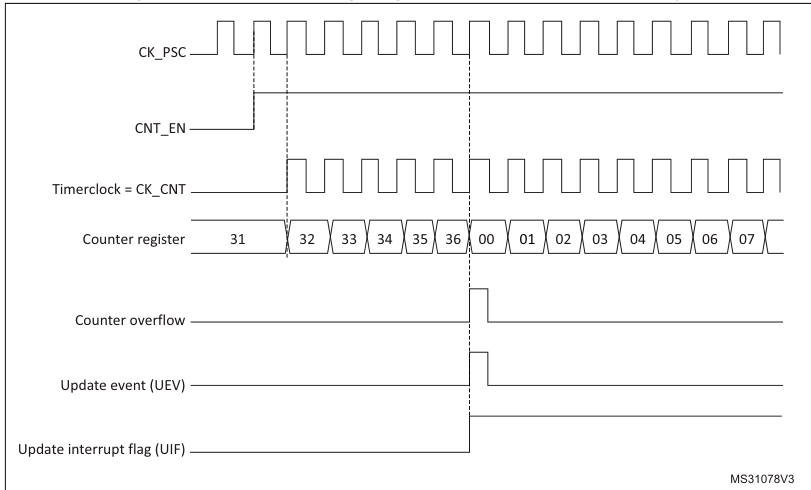 CK_PSC
CNT_EN
Timerclock = CK_CNT
Counter register 31 32 33 34 35 36 00 01 02 03 04 05 06 07
Counter overflow
Update event (UEV)
Update interrupt flag (UIF)
MS31078V3